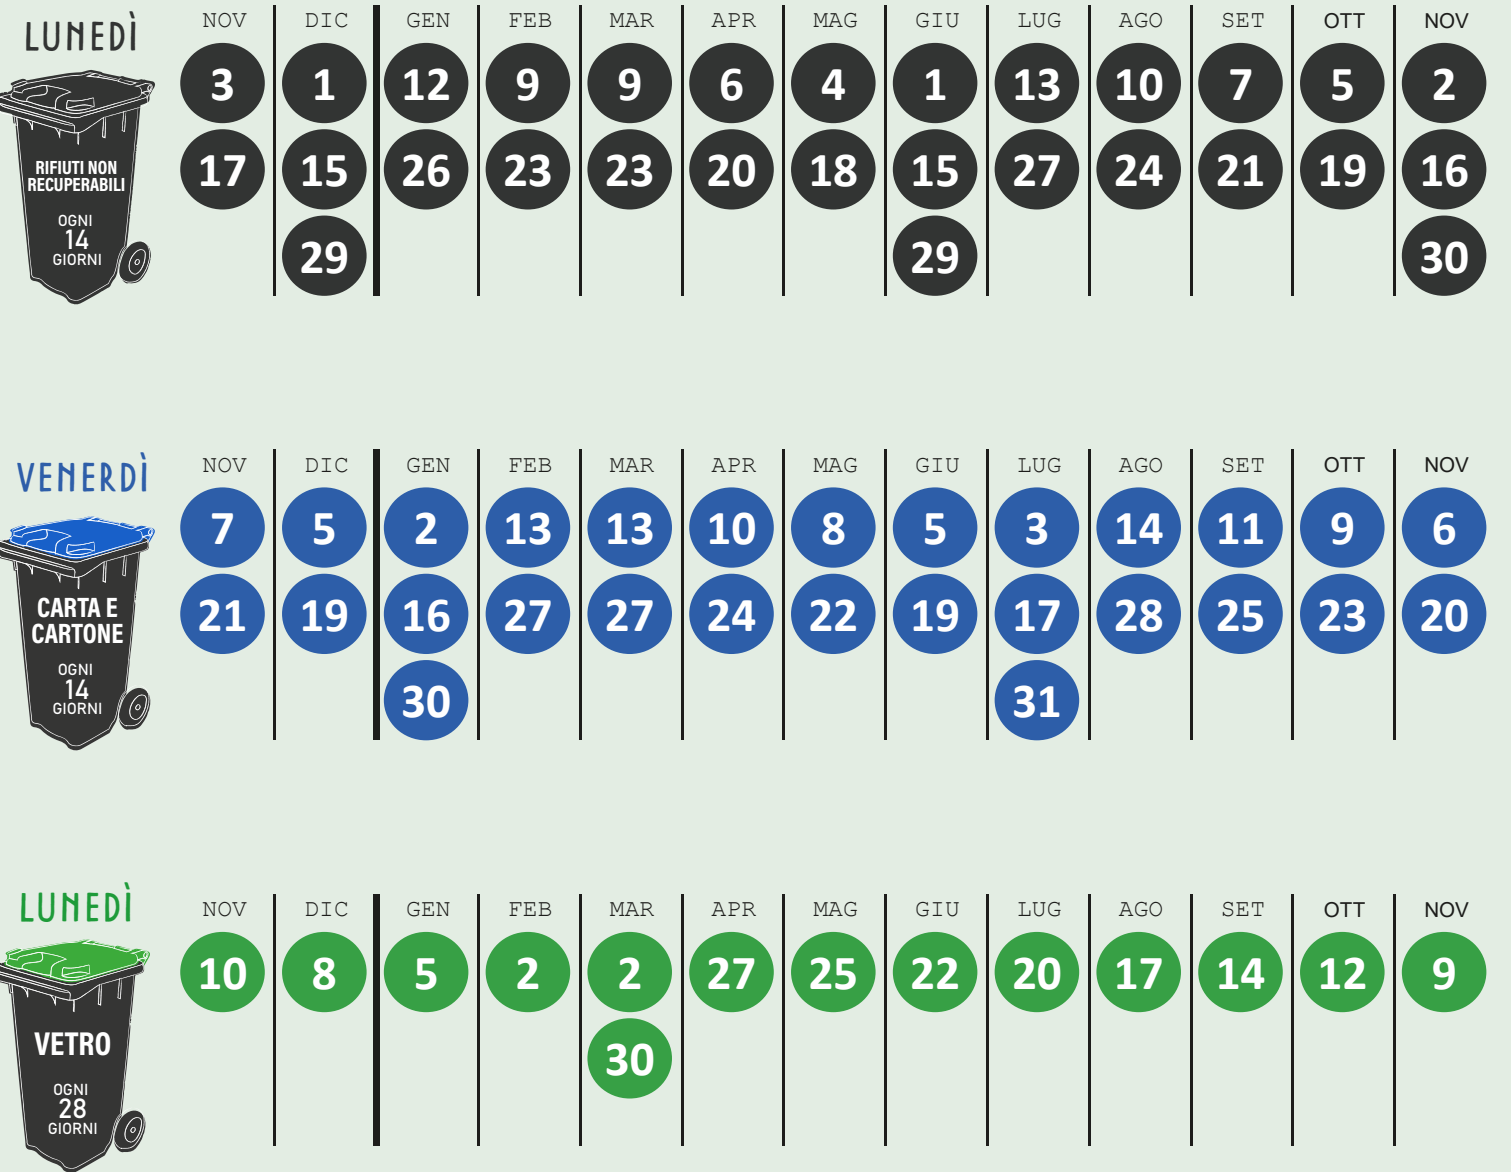 LUNEDÌ
NOV DIC GEN FEB MAR APR MAG GIU LUG AGO SET OTT NOV
3 1 12 9 9 6 4 1 13 10 7 5 2
RIFIUTI NON
RECUPERABILI
17 15 26 23 23 20 18 15 27 24 21 19 16
OGNI
14
GIORNI
29 29 30
VENERDÌ
NOV DIC GEN FEB MAR APR MAG GIU LUG AGO SET OTT NOV
7 5 2 13 13 10 8 5 3 14 11 9 6
CARTA E
CARTONE
21 19 16 27 27 24 22 19 17 28 25 23 20
OGNI
14
GIORNI
30 31
LUNEDÌ
NOV DIC GEN FEB MAR APR MAG GIU LUG AGO SET OTT NOV
10 8 5 2 2 27 25 22 20 17 14 12 9
VETRO
30
OGNI
28
GIORNI